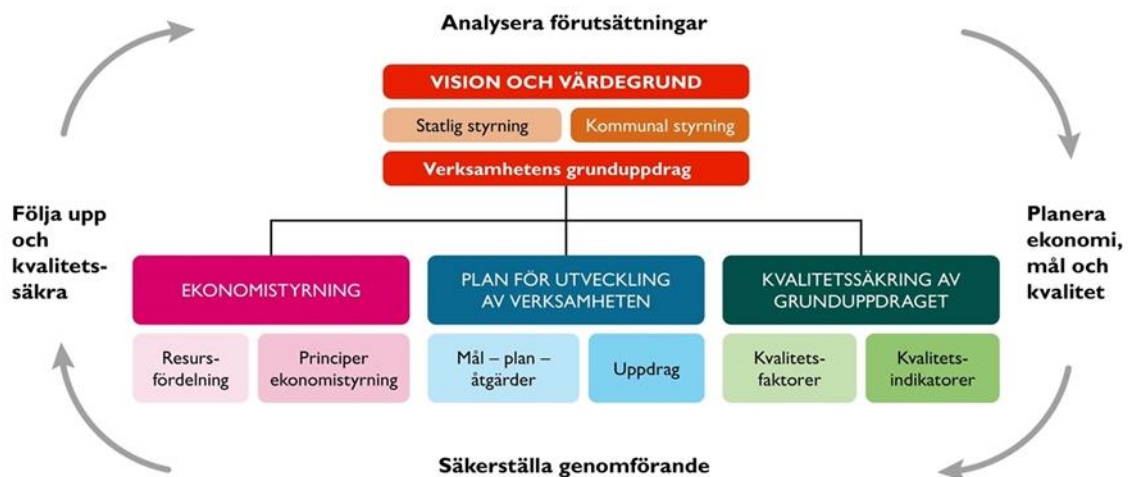 Analysera förutsättningar
VISION OCH VÄRDEGRUND
Statlig styrning
Kommunal styrning
Verksamhetens grunduppdrag
Följa upp
och
kvalitets-
säkra
Planera
ekonomi,
mål och
kvalitet
EKONOMISTYRNING
PLAN FÖR UTVECKLING
AV VERKSAMHETEN
KVALITETSSÄKRING AV
GRUNDUPPDRAGET
Resurs-
fördelning
Principer
ekonomistyrning
Mål – plan –
åtgärder
Uppdrag
Kvalitets-
faktorer
Kvalitets-
indikatorer
Säkerställa genomförande